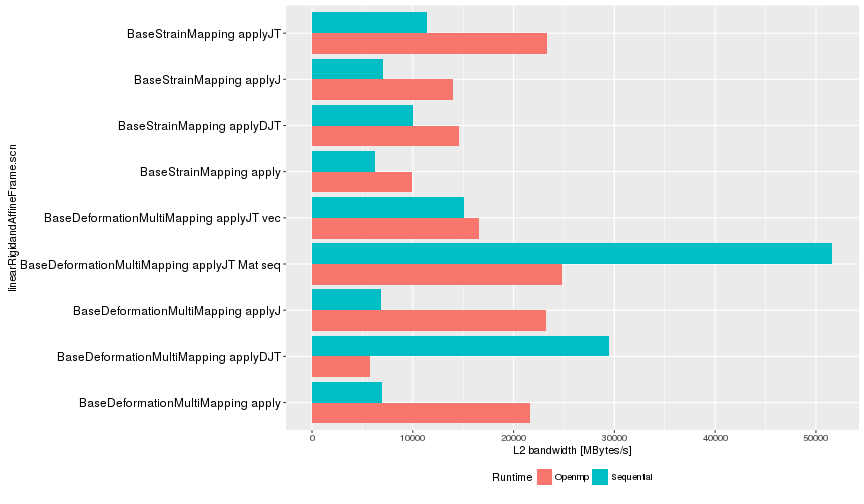 linearRigidandAffineFrame.scn
BaseStrainMapping applyJT
BaseStrainMapping applyJ
BaseStrainMapping applyDJT
BaseStrainMapping apply
BaseDeformationMultiMapping applyJT vec
BaseDeformationMultiMapping applyJT Mat seq
BaseDeformationMultiMapping applyJ
BaseDeformationMultiMapping applyDJT
BaseDeformationMultiMapping apply
0 10000 20000 30000 40000 50000
L2 bandwidth [MBytes/s]
Runtime Openmp Sequential